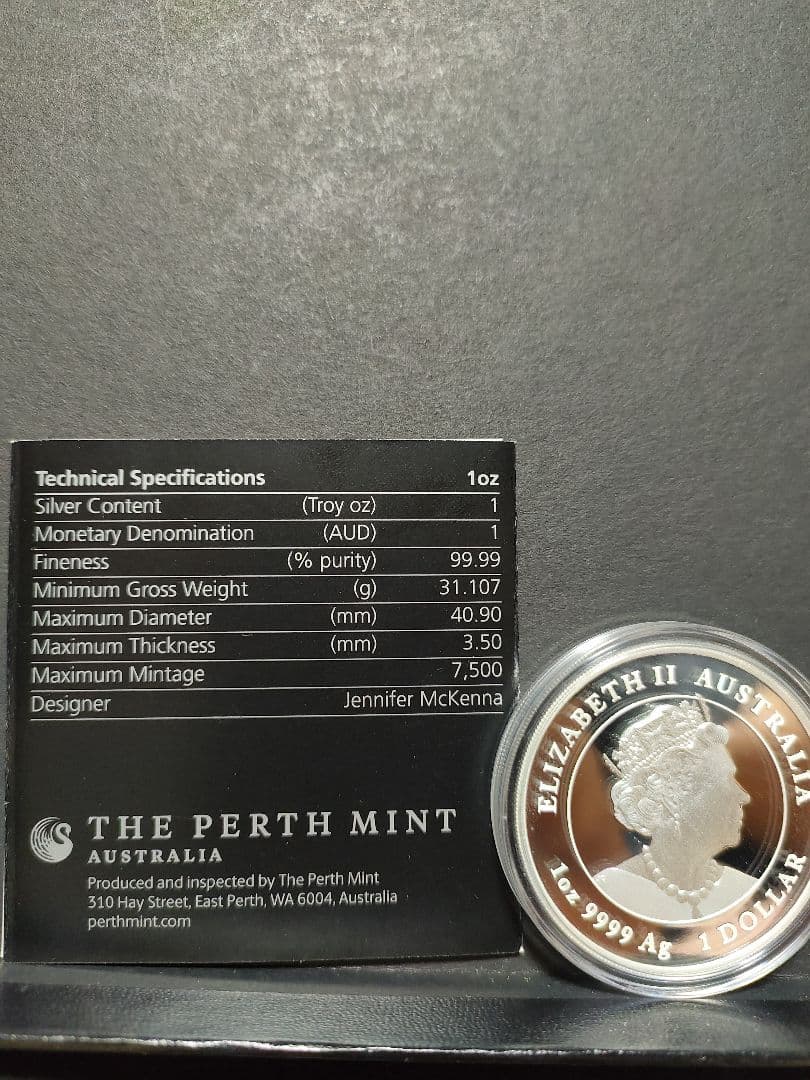 Technical Specifications 1oz
Silver Content (Troy oz) 1
Monetary Denomination (AUD) 1
Fineness (% purity) 99.99
Minimum Gross Weight (g) 31.107
Maximum Diameter (mm) 40.90
Maximum Thickness (mm) 3.50
Maximum Mintage 7,500
Designer Jennifer McKenna
THE PERTH MINT
AUSTRALIA
Produced and inspected by The Perth Mint
310 Hay Street, East Perth, WA 6004, Australia
perthmint.com
ELIZABETH II AUSTRALIA
1oz 9999 Ag 1 DOLLAR